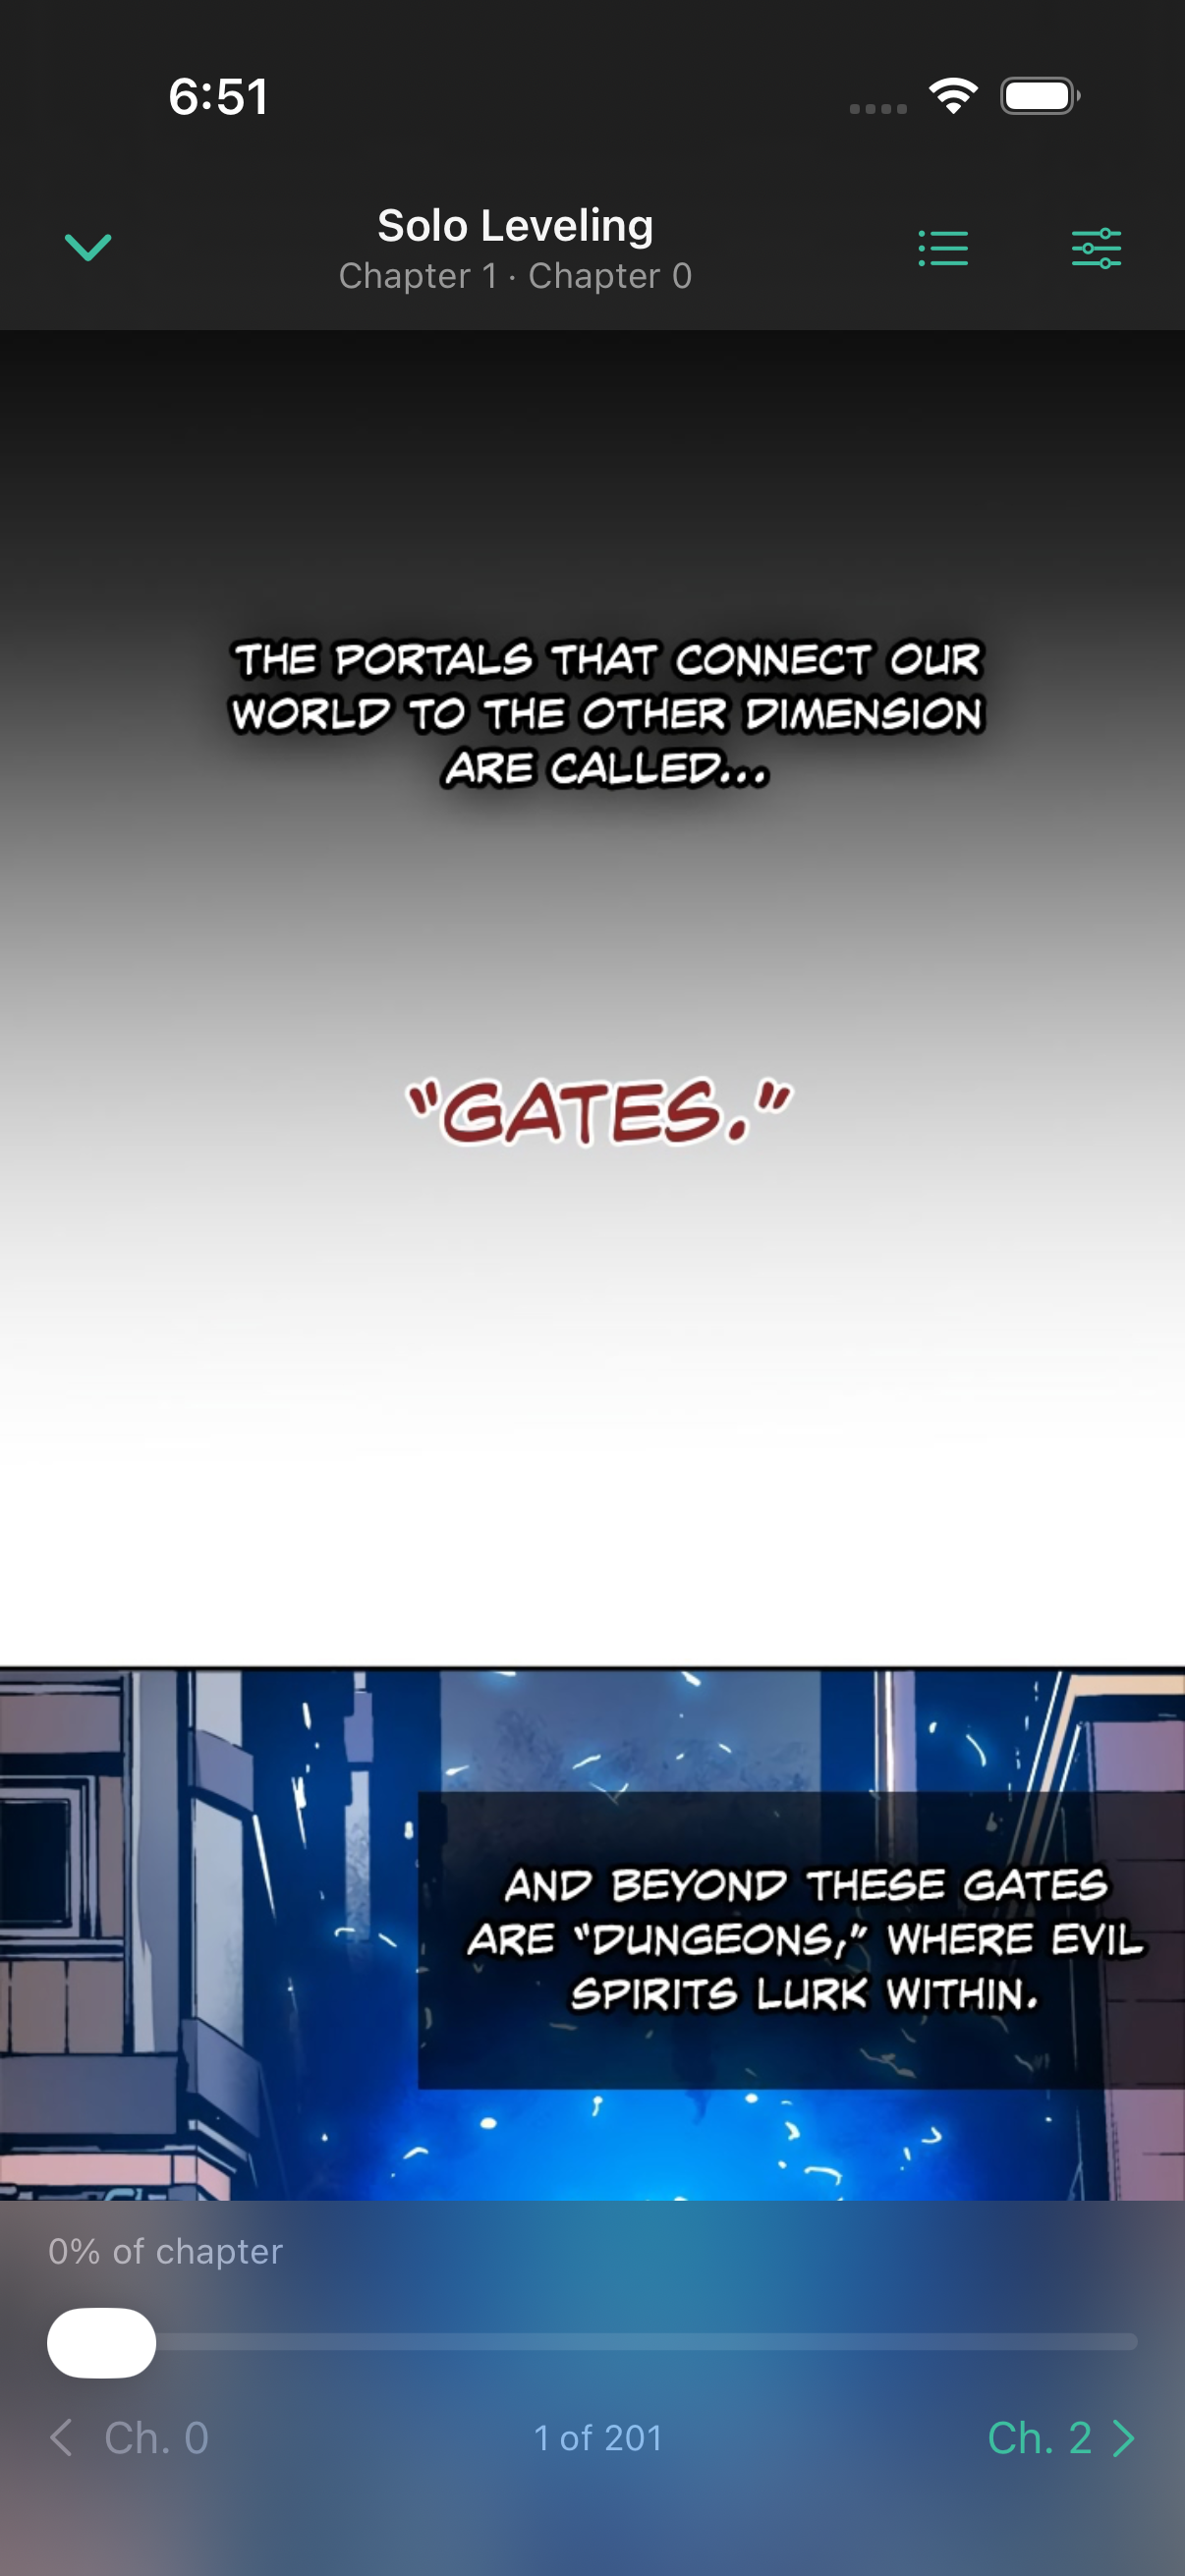 6:51
Solo Leveling
Chapter 1 · Chapter 0
THE PORTALS THAT CONNECT OUR
WORLD TO THE OTHER DIMENSION
ARE CALLED...
"GATES."
AND BEYOND THESE GATES
ARE "DUNGEONS," WHERE EVIL
SPIRITS LURK WITHIN.
0% of chapter
Ch. 0
1 of 201
Ch. 2